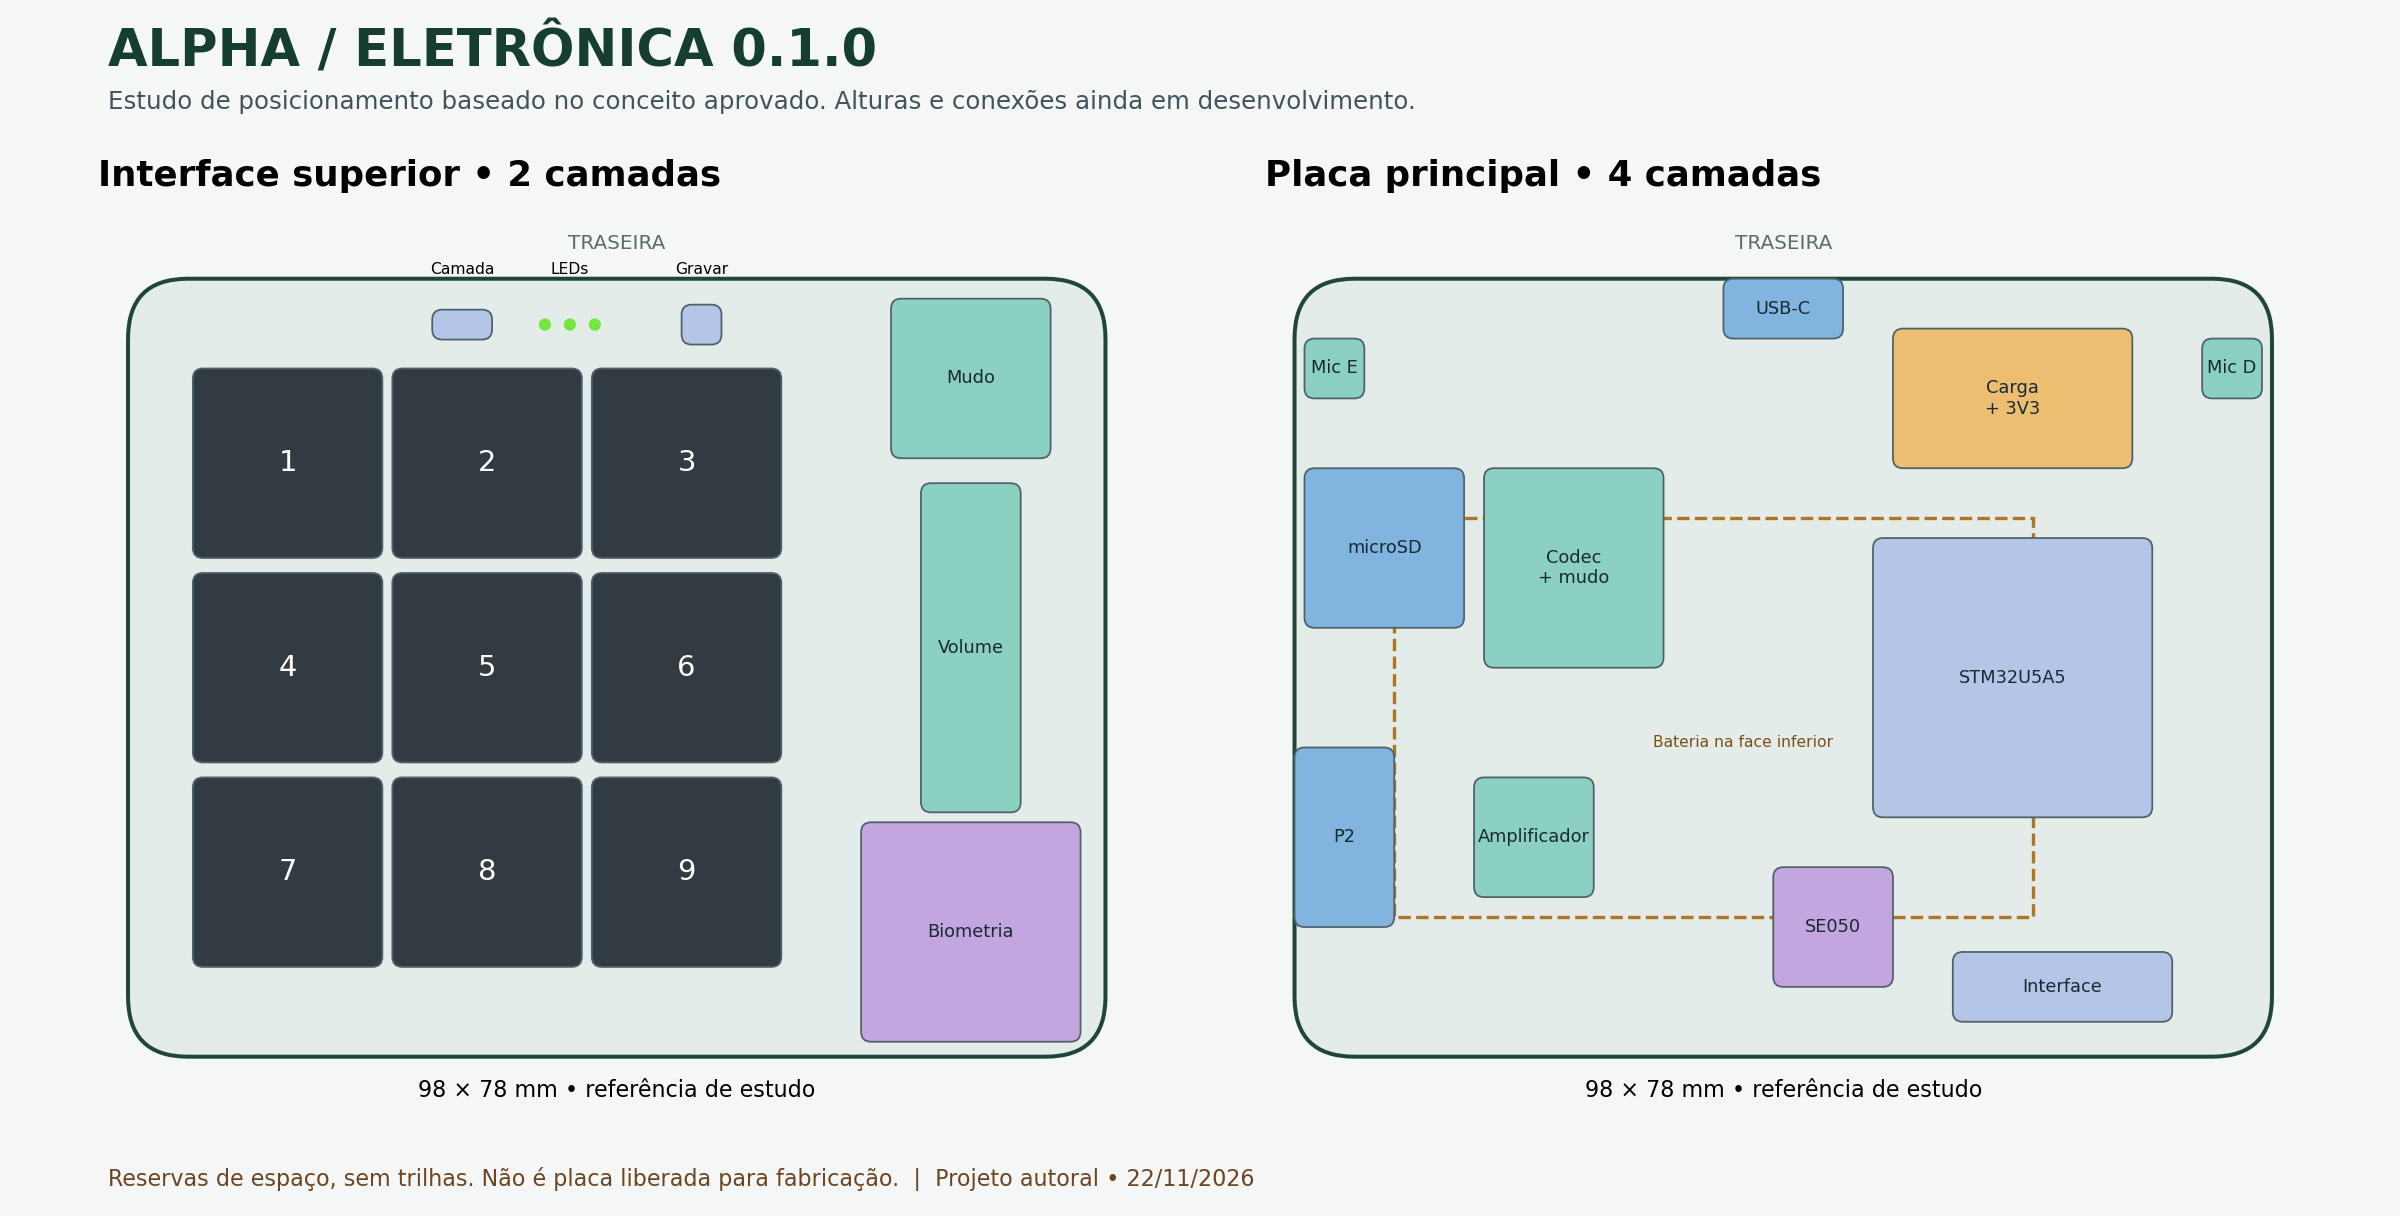 ALPHA / ELETRÔNICA 0.1.0
Estudo de posicionamento baseado no conceito aprovado. Alturas e conexões ainda em desenvolvimento.
Interface superior • 2 camadas
TRASEIRA
Camada
LEDs
Gravar
Mudo
1
2
3
Volume
4
5
6
7
8
9
Biometria
98 × 78 mm • referência de estudo
Placa principal • 4 camadas
TRASEIRA
USB-C
Mic E
Mic D
Carga
+ 3V3
microSD
Codec
+ mudo
STM32U5A5
Bateria na face inferior
P2
Amplificador
SE050
Interface
98 × 78 mm • referência de estudo
Reservas de espaço, sem trilhas. Não é placa liberada para fabricação.  |  Projeto autoral • 22/11/2026